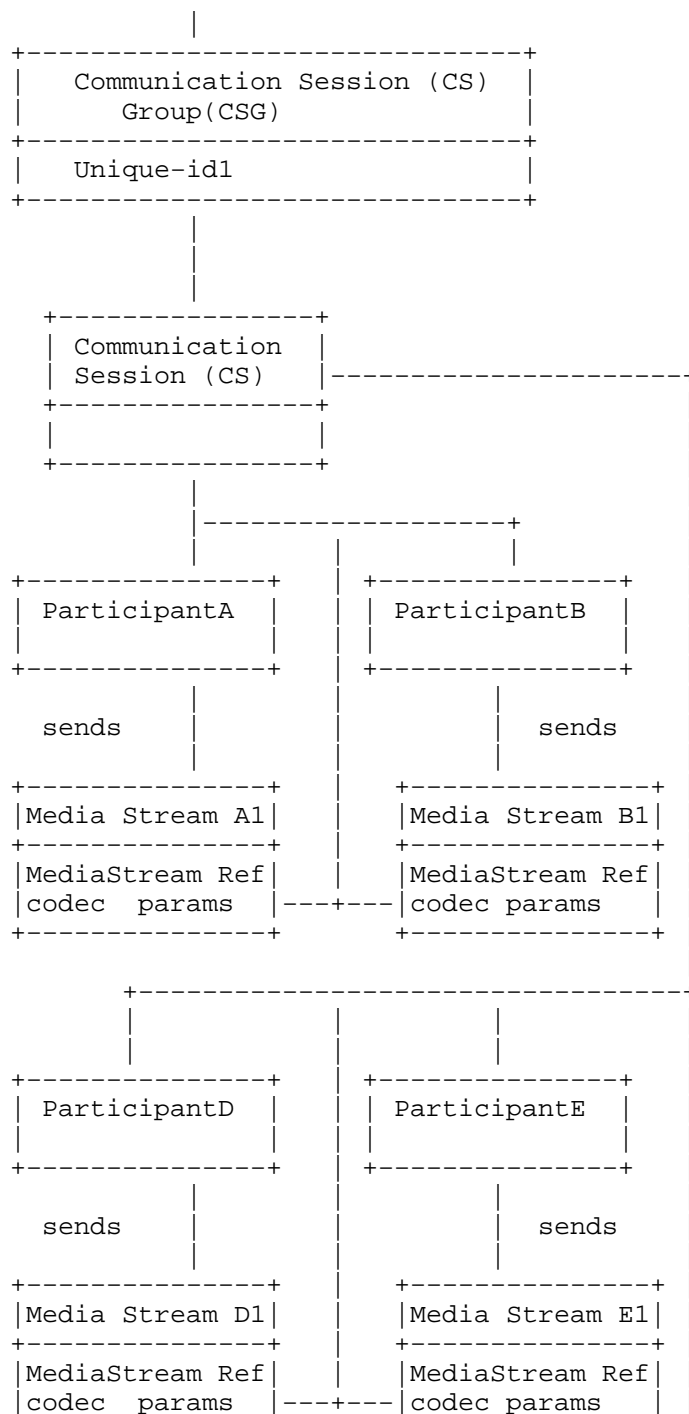 Communication Session (CS)
Group(CSG)
Unique-id1
Communication
Session (CS)
ParticipantA ParticipantB
sends sends
Media Stream A1 Media Stream B1
MediaStream Ref MediaStream Ref
codec params codec params
ParticipantD ParticipantE
sends sends
Media Stream D1 Media Stream E1
MediaStream Ref MediaStream Ref
codec params codec params